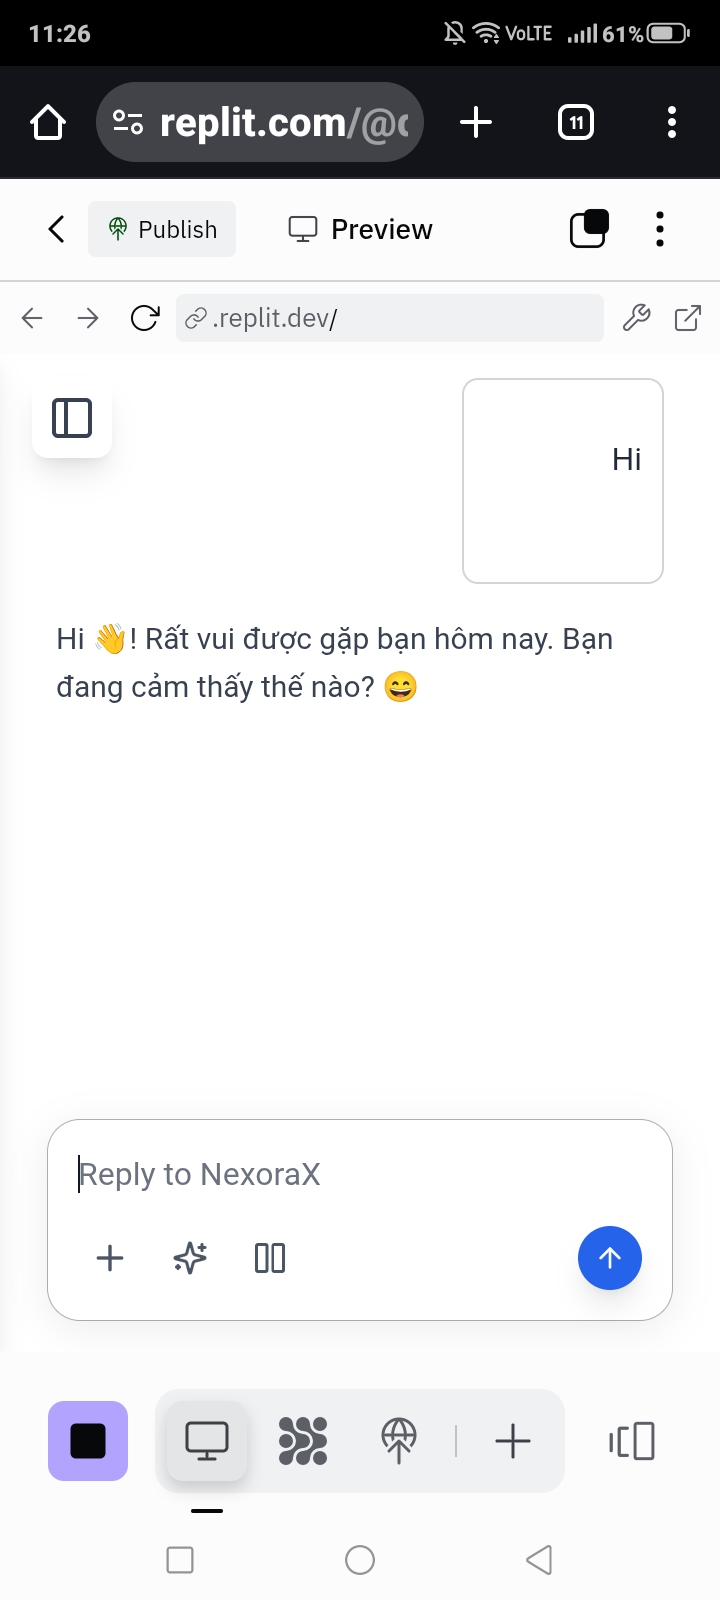 11:26
VoLTE 61%
replit.com/@
11
Publish
Preview
.replit.dev/
Hi
Hi 👋! Rất vui được gặp bạn hôm nay. Bạn
đang cảm thấy thế nào? 😄
Reply to NexoraX